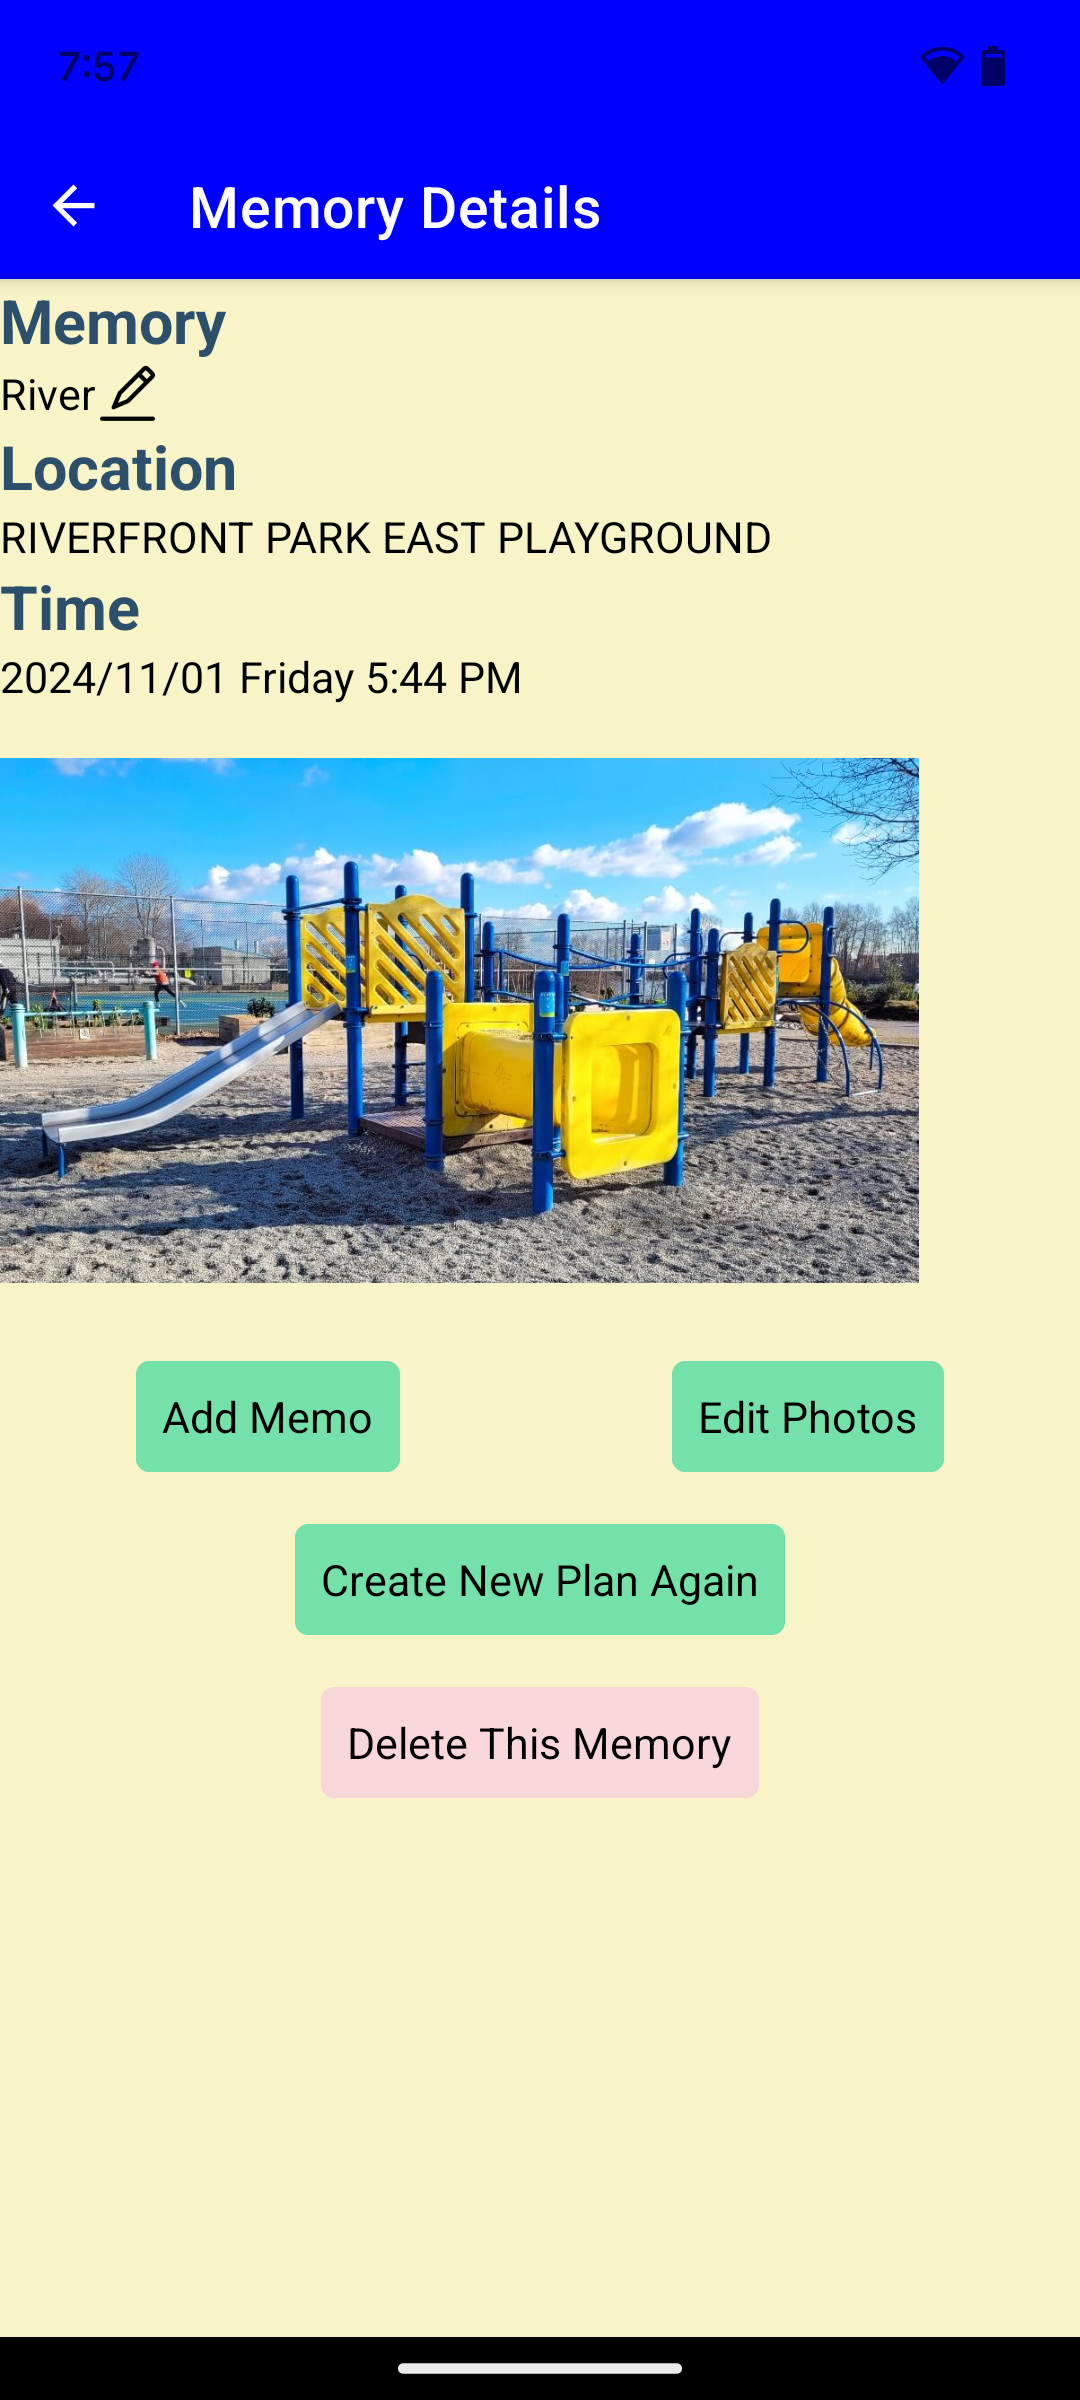 7:57
Memory Details
Memory
River
Location
RIVERFRONT PARK EAST PLAYGROUND
Time
2024/11/01 Friday 5:44 PM
Add Memo
Edit Photos
Create New Plan Again
Delete This Memory